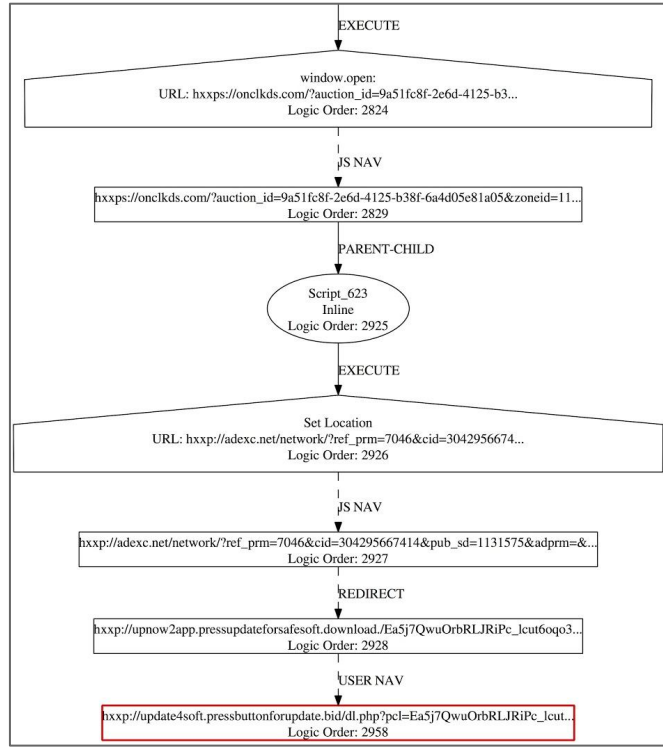 EXECUTE
window.open:
URL: hxxps://onclkds.com/?auction_id=9a51fc8f-2e6d-4125-b3...
Logic Order: 2824
JS NAV
hxxps://onclkds.com/?auction_id=9a51fc8f-2e6d-4125-b38f-6a4d05e81a05&zoneid=11...
Logic Order: 2829
PARENT-CHILD
Script_623
Inline
Logic Order: 2925
EXECUTE
Set Location
URL: hxxp://adexc.net/network/?ref_prm=7046&cid=3042956674...
Logic Order: 2926
JS NAV
hxxp://adexc.net/network/?ref_prm=7046&cid=304295667414&pub_sd=1131575&adprm=&...
Logic Order: 2927
REDIRECT
hxxp://upnow2app.pressupdateforsafesoft.download./Ea5j7QwuOrbRLJRiPc_lcut6oqo3...
Logic Order: 2928
USER NAV
hxxp://update4soft.pressbuttonforupdate.bid/dl.php?pcl=Ea5j7QwuOrbRLJRiPc_lcut...
Logic Order: 2958